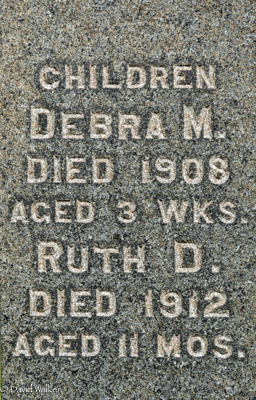 CHILDREN
DEBRA M.
DIED 1908
AGED 3 WKS.
RUTH D.
DIED 1912
AGED 11 MOS.
© David Walker